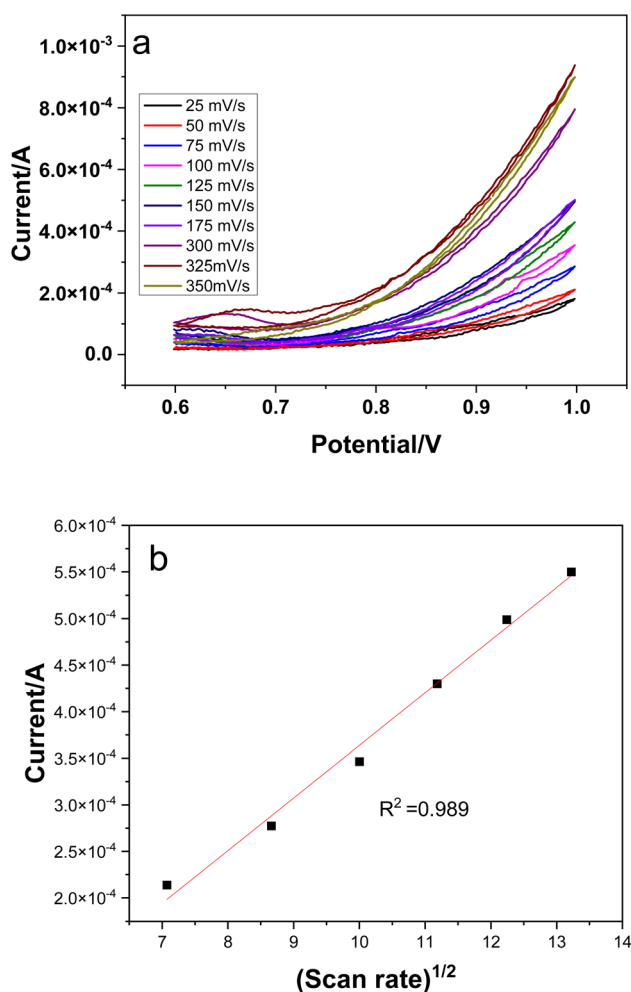 a
1.0×10⁻³
8.0×10⁻⁴
6.0×10⁻⁴
4.0×10⁻⁴
2.0×10⁻⁴
0.0
Current/A
25 mV/s
50 mV/s
75 mV/s
100 mV/s
125 mV/s
150 mV/s
175 mV/s
300 mV/s
325mV/s
350mV/s
0.6 0.7 0.8 0.9 1.0
Potential/V
b
6.0×10⁻⁴
5.5×10⁻⁴
5.0×10⁻⁴
4.5×10⁻⁴
4.0×10⁻⁴
3.5×10⁻⁴
3.0×10⁻⁴
2.5×10⁻⁴
2.0×10⁻⁴
Current/A
R² =0.989
7 8 9 10 11 12 13 14
(Scan rate)¹/²